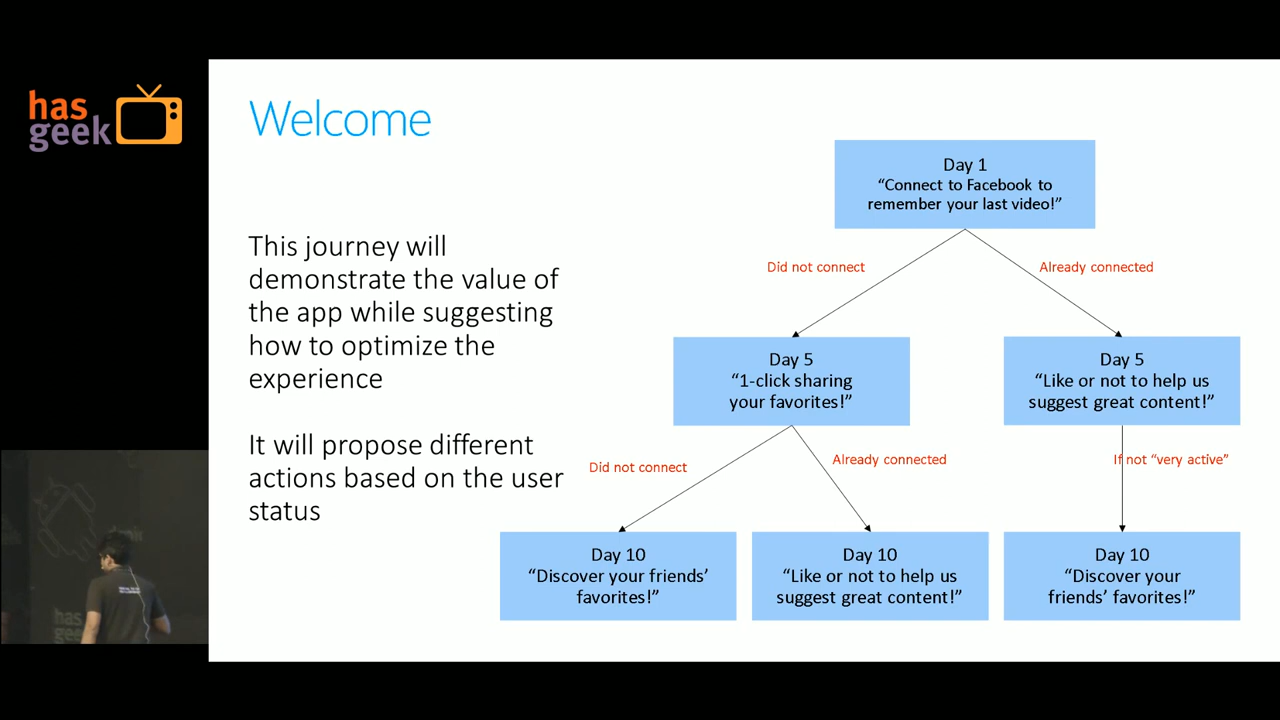 has
geek
Welcome
This journey will
demonstrate the value of
the app while suggesting
how to optimize the
experience
It will propose different
actions based on the user
status
Day 1
“Connect to Facebook to
remember your last video!”
Did not connect
Already connected
Day 5
“1-click sharing
your favorites!”
Day 5
“Like or not to help us
suggest great content!”
Did not connect
Already connected
If not “very active”
Day 10
“Discover your friends’
favorites!”
Day 10
“Like or not to help us
suggest great content!”
Day 10
“Discover your
friends’ favorites!”
has
geek